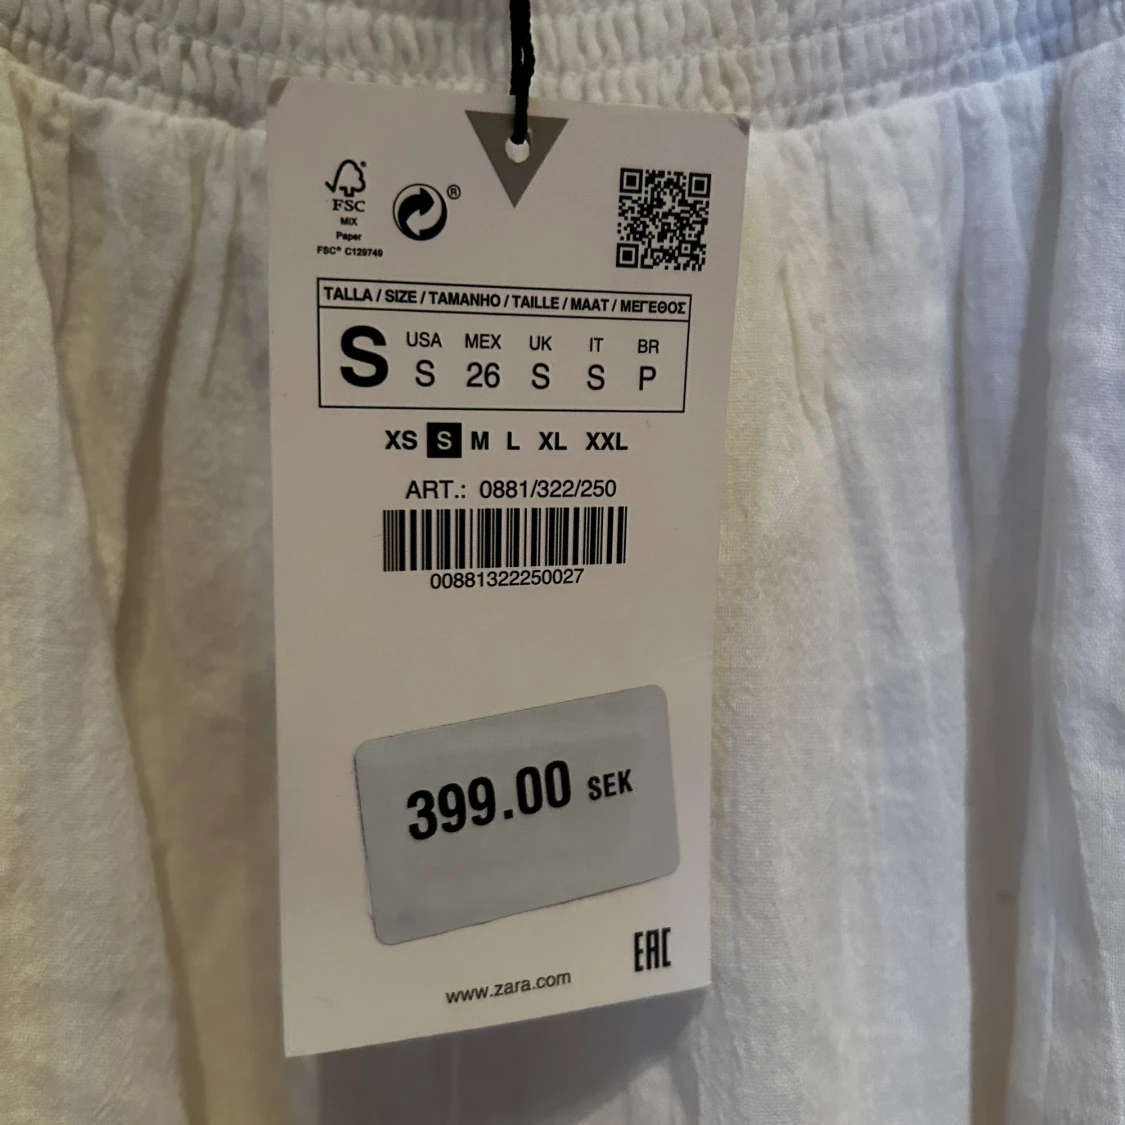 FSC
MIX
Paper
FSC® C129749
®
TALLA / SIZE / TAMANHO / TAILLE / MAAT / ΜΕΓΕΘΟΣ
S
USA MEX UK IT BR
S 26 S S P
XS S M L XL XXL
ART.: 0881/322/250
00881322250027
399.00 SEK
EAC
www.zara.com